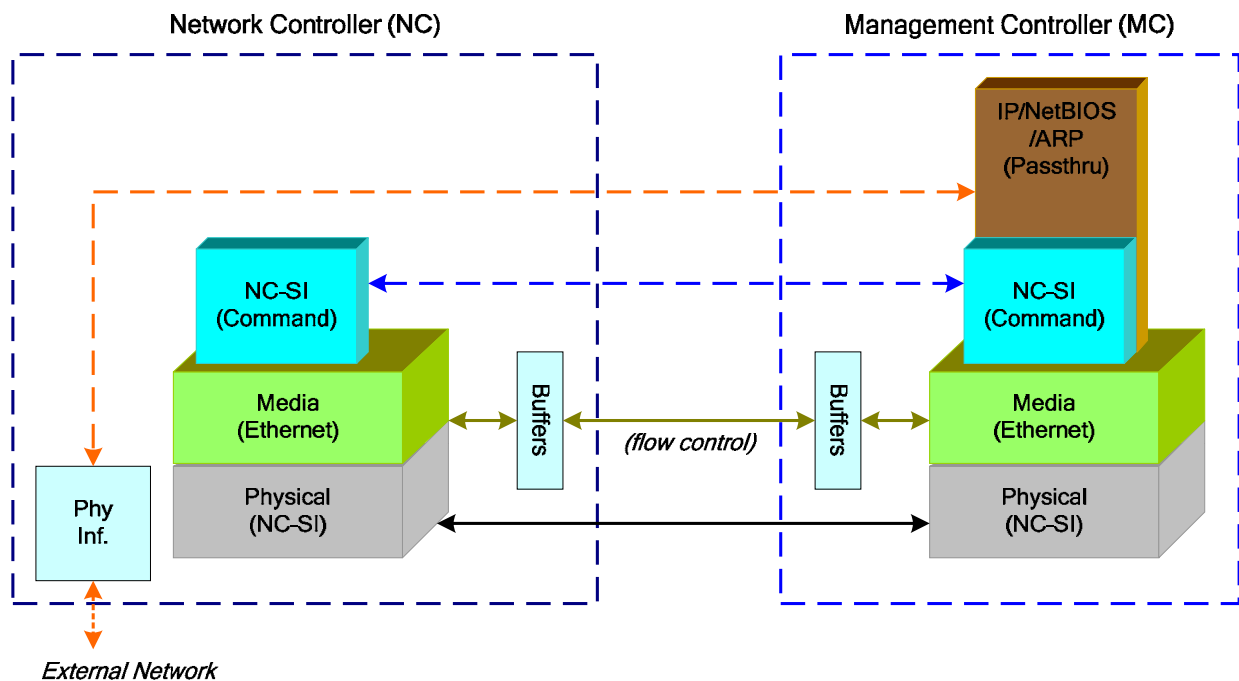 Network Controller (NC)
Management Controller (MC)
IP/NetBIOS
/ARP
(Passthru)
NC-SI
(Command)
NC-SI
(Command)
Media
(Ethernet)
Buffers
(flow control)
Buffers
Media
(Ethernet)
Phy
Inf.
Physical
(NC-SI)
Physical
(NC-SI)
External Network